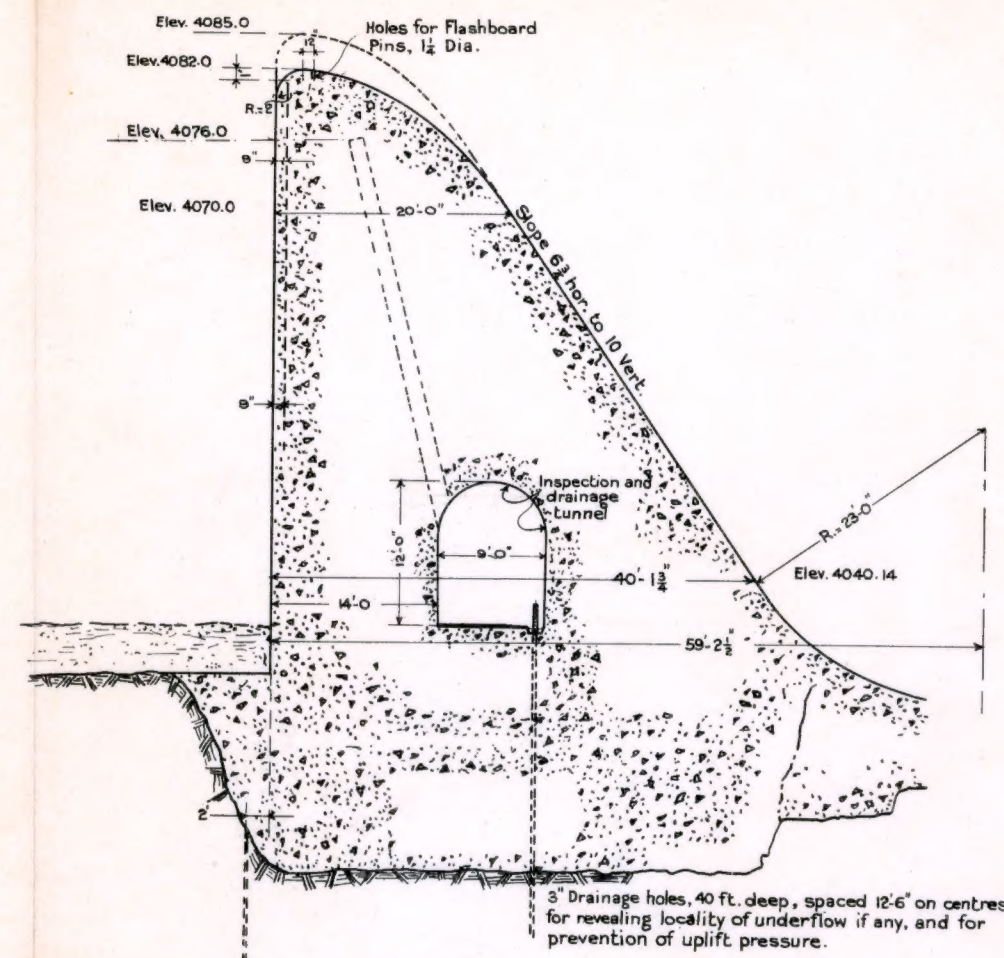 Elev. 4085.0
Holes for Flashboard
Pins, 1¼ Dia.
12"
Elev. 4082.0
1'
R.=2'
Elev. 4076.0
9"
Elev. 4070.0
20'-0"
Slope 6¾ hor. to 10 Vert.
9"
Inspection and
drainage
tunnel
12'-0"
9'-0"
R.=23'-0"
40'-1¾"
Elev. 4040.14
14'-0
59'-2½"
2
3" Drainage holes, 40 ft. deep, spaced 12'-6" on centres
for revealing locality of underflow if any, and for
prevention of uplift pressure.